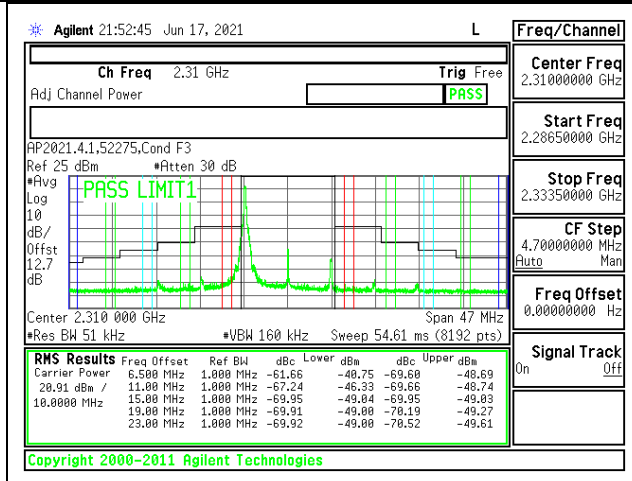 Agilent 21:52:45 Jun 17, 2021 L
Freq/Channel
Ch Freq 2.31 GHz Trig Free
Adj Channel Power PASS
AP2021.4.1,52275,Cond F3
Ref 25 dBm #Atten 30 dB
#Avg
Log
10
dB/
Offst
12.7
dB
PASS LIMIT1
Center 2.310 000 GHz Span 47 MHz
#Res BW 51 kHz #VBW 160 kHz Sweep 54.61 ms (8192 pts)
RMS Results Freq Offset Ref BW dBc Lower dBm dBc Upper dBm
Carrier Power 6.500 MHz 1.000 MHz -61.66 -40.75 -69.60 -48.69
20.91 dBm / 11.00 MHz 1.000 MHz -67.24 -46.33 -69.66 -48.74
10.0000 MHz 15.00 MHz 1.000 MHz -69.95 -49.04 -69.95 -49.03
19.00 MHz 1.000 MHz -69.91 -49.00 -70.19 -49.27
23.00 MHz 1.000 MHz -69.92 -49.00 -70.52 -49.61
Copyright 2000-2011 Agilent Technologies
Center Freq
2.31000000 GHz
Start Freq
2.28650000 GHz
Stop Freq
2.33350000 GHz
CF Step
4.70000000 MHz
Auto Man
Freq Offset
0.00000000 Hz
Signal Track
On Off